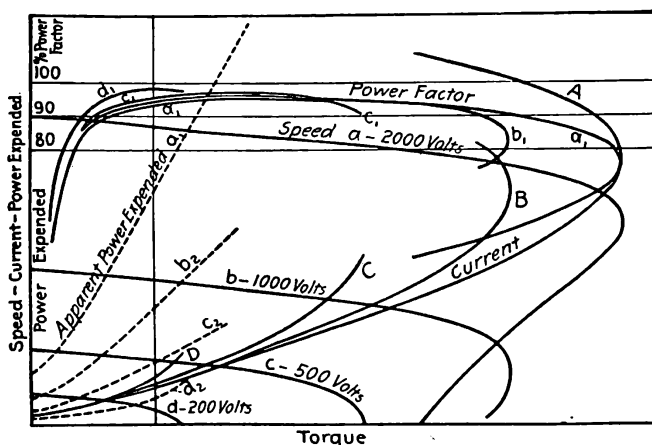 % Power Factor
100
90
80
d₁
c₁
a₁
Power Factor
c₁
A
a₁
b₁
Speed a-2000 Volts
B
Speed-Current-Power Expended.
Power Expended
Apparent Power Expended a₂
b₂
C
Current
b-1000 Volts
c₂
D
d₂
c-500 Volts
d-200 Volts
Torque